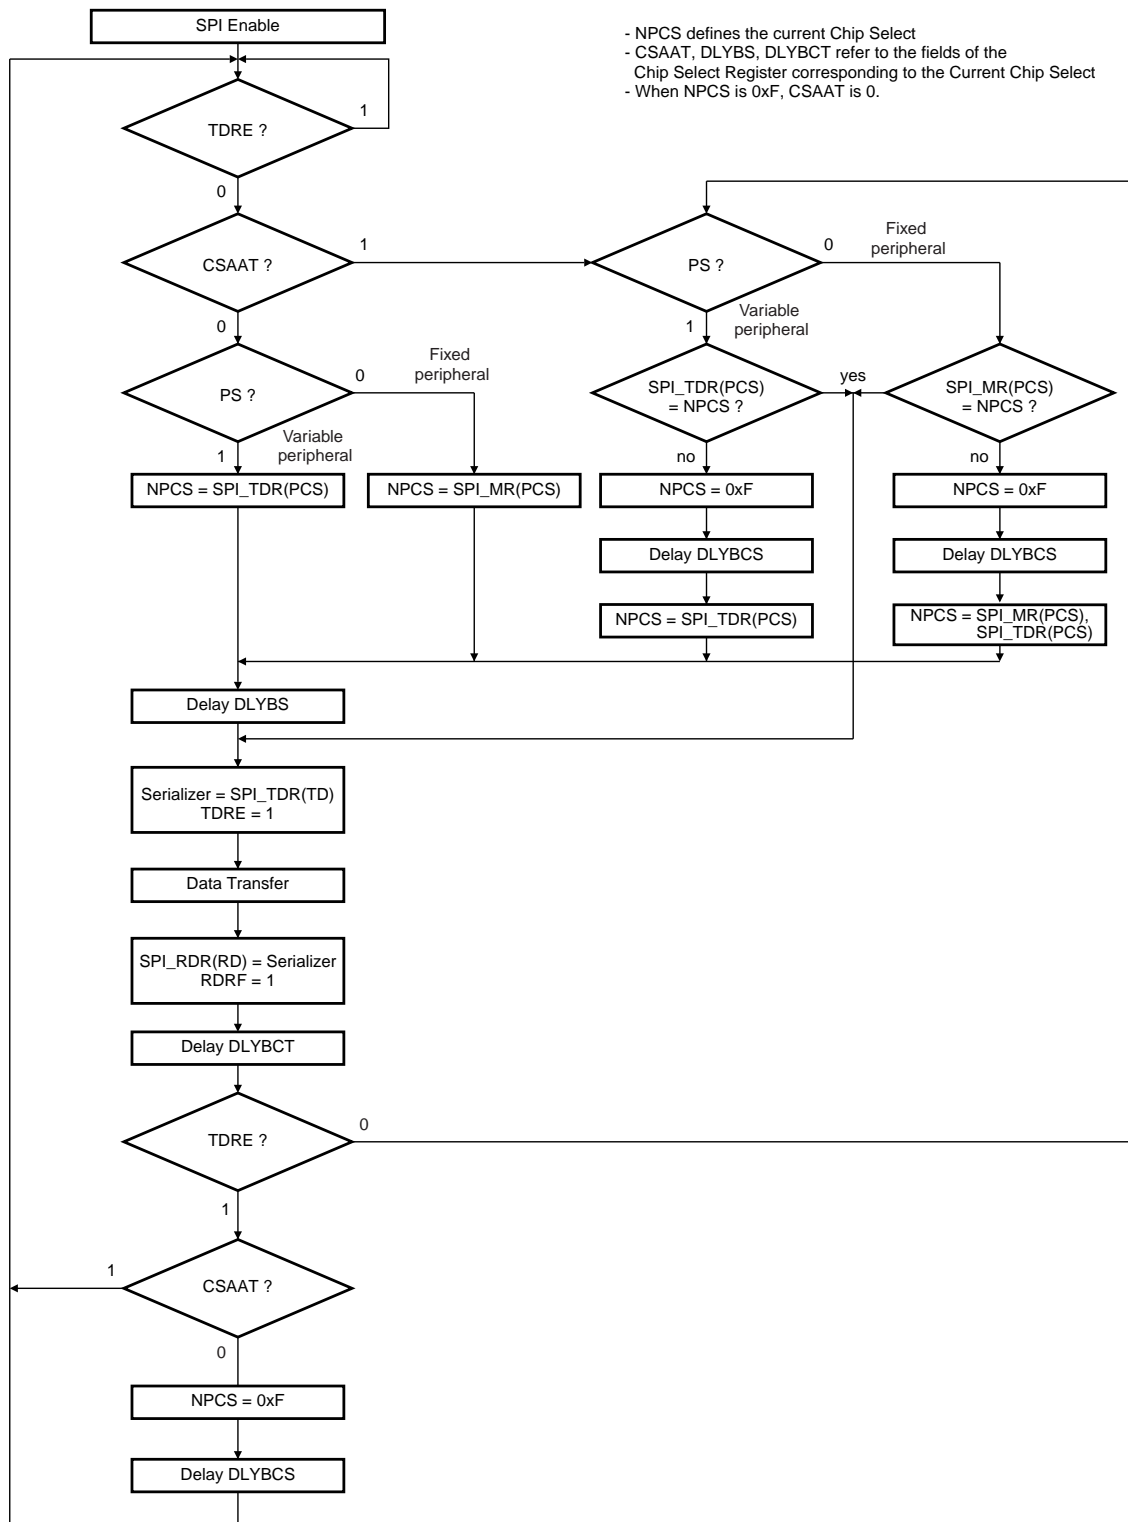 SPI Enable
- NPCS defines the current Chip Select
- CSAAT, DLYBS, DLYBCT refer to the fields of the
Chip Select Register corresponding to the Current Chip Select
- When NPCS is 0xF, CSAAT is 0.
1
TDRE ?
0
CSAAT ?
1
PS ?
0
Fixed
peripheral
0
PS ?
0
Fixed
peripheral
Variable
peripheral
1
1
Variable
peripheral
SPI_TDR(PCS)
= NPCS ?
yes
SPI_MR(PCS)
= NPCS ?
no
no
NPCS = SPI_TDR(PCS)
NPCS = SPI_MR(PCS)
NPCS = 0xF
NPCS = 0xF
Delay DLYBCS
Delay DLYBCS
NPCS = SPI_TDR(PCS)
NPCS = SPI_MR(PCS),
SPI_TDR(PCS)
Delay DLYBS
Serializer = SPI_TDR(TD)
TDRE = 1
Data Transfer
SPI_RDR(RD) = Serializer
RDRF = 1
Delay DLYBCT
TDRE ?
0
1
CSAAT ?
1
0
NPCS = 0xF
Delay DLYBCS